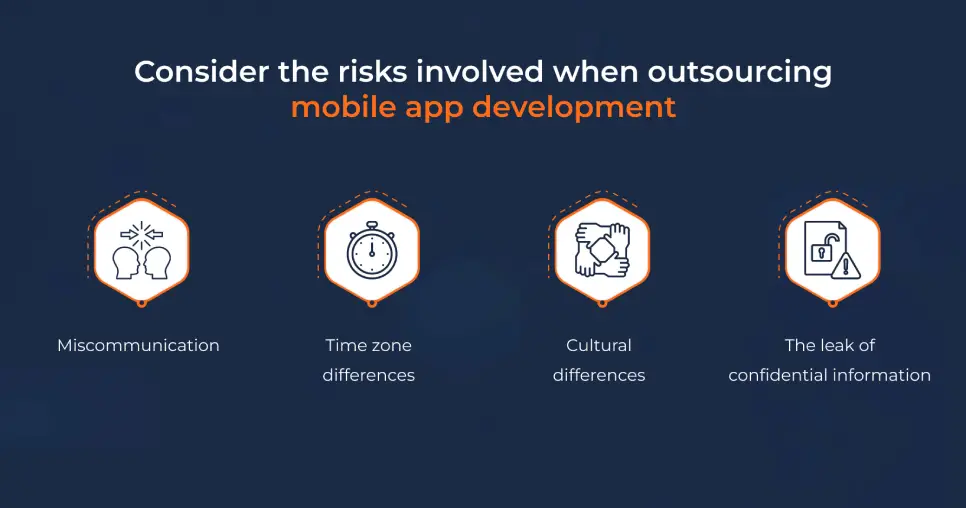 Consider the risks involved when outsourcing
mobile app development
Miscommunication
Time zone
differences
Cultural
differences
The leak of
confidential information